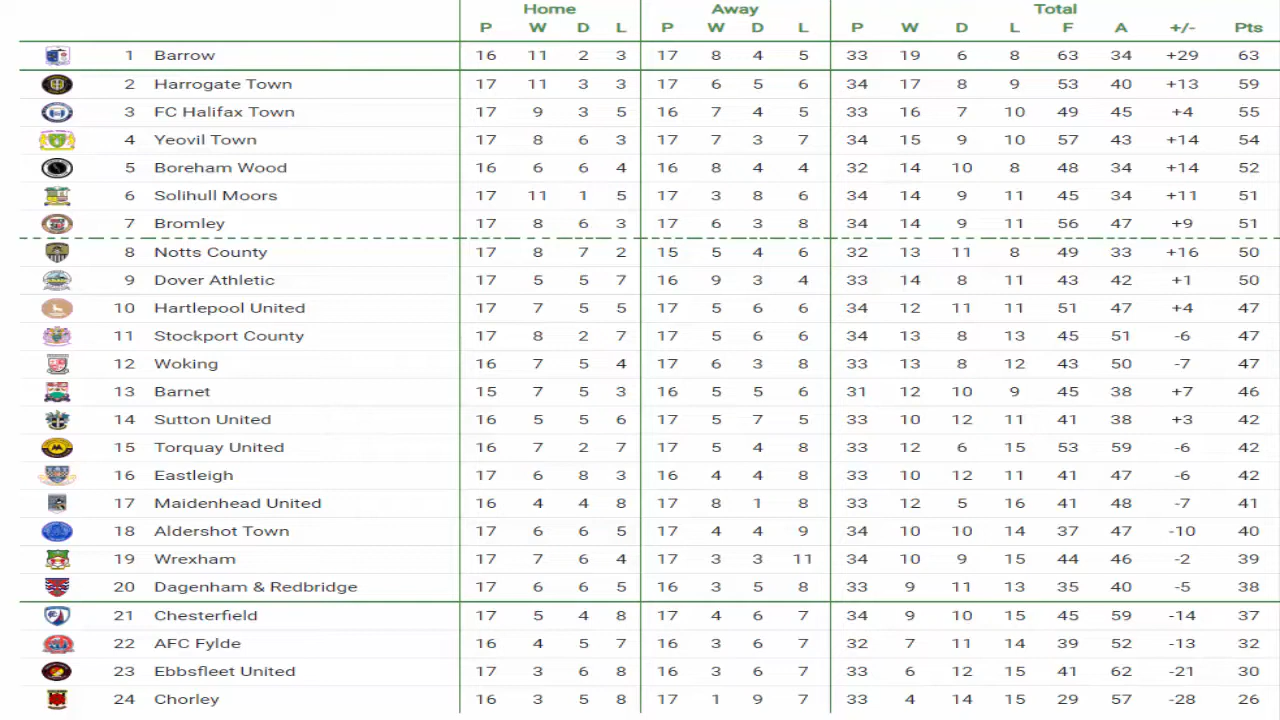 Home Away Total
P W D L P W D L P W D L F A +/- Pts
1 Barrow 16 11 2 3 17 8 4 5 33 19 6 8 63 34 +29 63
2 Harrogate Town 17 11 3 3 17 6 5 6 34 17 8 9 53 40 +13 59
3 FC Halifax Town 17 9 3 5 16 7 4 5 33 16 7 10 49 45 +4 55
4 Yeovil Town 17 8 6 3 17 7 3 7 34 15 9 10 57 43 +14 54
5 Boreham Wood 16 6 6 4 16 8 4 4 32 14 10 8 48 34 +14 52
6 Solihull Moors 17 11 1 5 17 3 8 6 34 14 9 11 45 34 +11 51
7 Bromley 17 8 6 3 17 6 3 8 34 14 9 11 56 47 +9 51
8 Notts County 17 8 7 2 15 5 4 6 32 13 11 8 49 33 +16 50
9 Dover Athletic 17 5 5 7 16 9 3 4 33 14 8 11 43 42 +1 50
10 Hartlepool United 17 7 5 5 17 5 6 6 34 12 11 11 51 47 +4 47
11 Stockport County 17 8 2 7 17 5 6 6 34 13 8 13 45 51 -6 47
12 Woking 16 7 5 4 17 6 3 8 33 13 8 12 43 50 -7 47
13 Barnet 15 7 5 3 16 5 5 6 31 12 10 9 45 38 +7 46
14 Sutton United 16 5 5 6 17 5 7 5 33 10 12 11 41 38 +3 42
15 Torquay United 16 7 2 7 17 5 4 8 33 12 6 15 53 59 -6 42
16 Eastleigh 17 6 8 3 16 4 4 8 33 10 12 11 41 47 -6 42
17 Maidenhead United 16 4 4 8 17 8 1 8 33 12 5 16 41 48 -7 41
18 Aldershot Town 17 6 6 5 17 4 4 9 34 10 10 14 37 47 -10 40
19 Wrexham 17 7 6 4 17 3 3 11 34 10 9 15 44 46 -2 39
20 Dagenham & Redbridge 17 6 6 5 16 3 5 8 33 9 11 13 35 40 -5 38
21 Chesterfield 17 5 4 8 17 4 6 7 34 9 10 15 45 59 -14 37
22 AFC Fylde 16 4 5 7 16 3 6 7 32 7 11 14 39 52 -13 32
23 Ebbsfleet United 17 3 6 8 16 3 6 7 33 6 12 15 41 62 -21 30
24 Chorley 16 3 5 8 17 1 9 7 33 4 14 15 29 57 -28 26